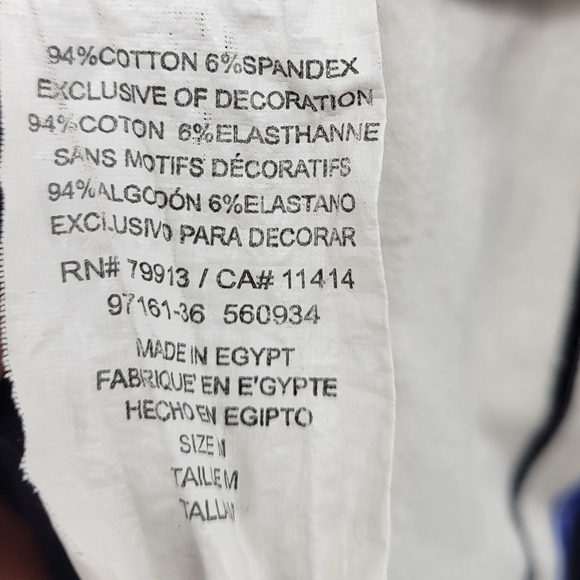 94%COTTON 6%SPANDEX
EXCLUSIVE OF DECORATION
94%COTON 6%ELASTHANNE
SANS MOTIFS DÉCORATIFS
94%ALGODÓN 6%ELASTANO
EXCLUSIVO PARA DECORAR
RN# 79913 / CA# 11414
97161-36 560934
MADE IN EGYPT
FABRIQUE' EN E'GYPTE
HECHO EN EGIPTO
SIZE M
TAILLE M
TALLA M